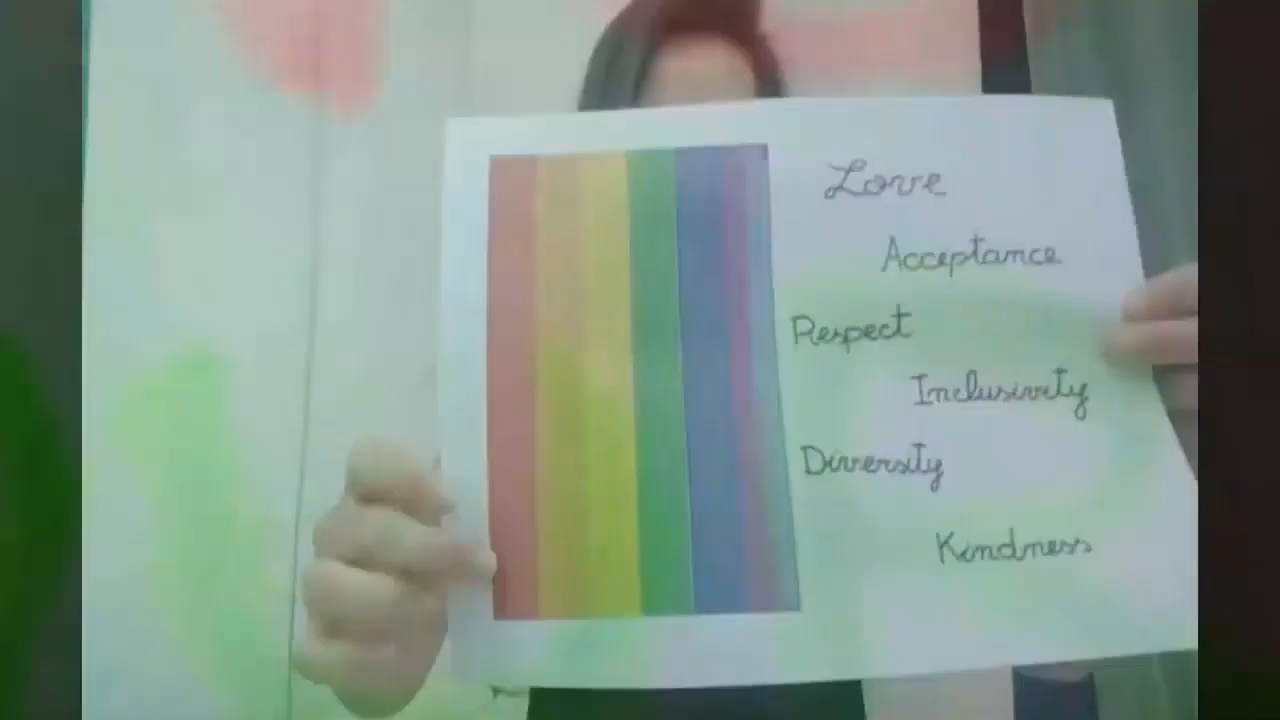 Love
Acceptance
Respect
Inclusivity
Diversity
Kindness